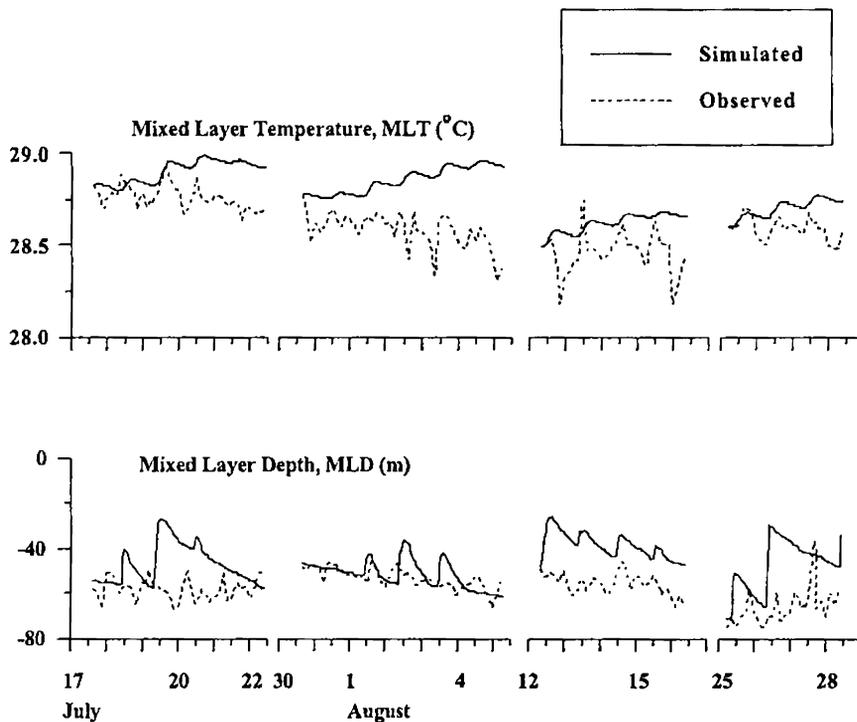 Simulated
Observed
Mixed Layer Temperature, MLT (°C)
29.0
28.5
28.0
Mixed Layer Depth, MLD (m)
0
-40
-80
17 20 22 30 1 4 12 15 25 28
July August